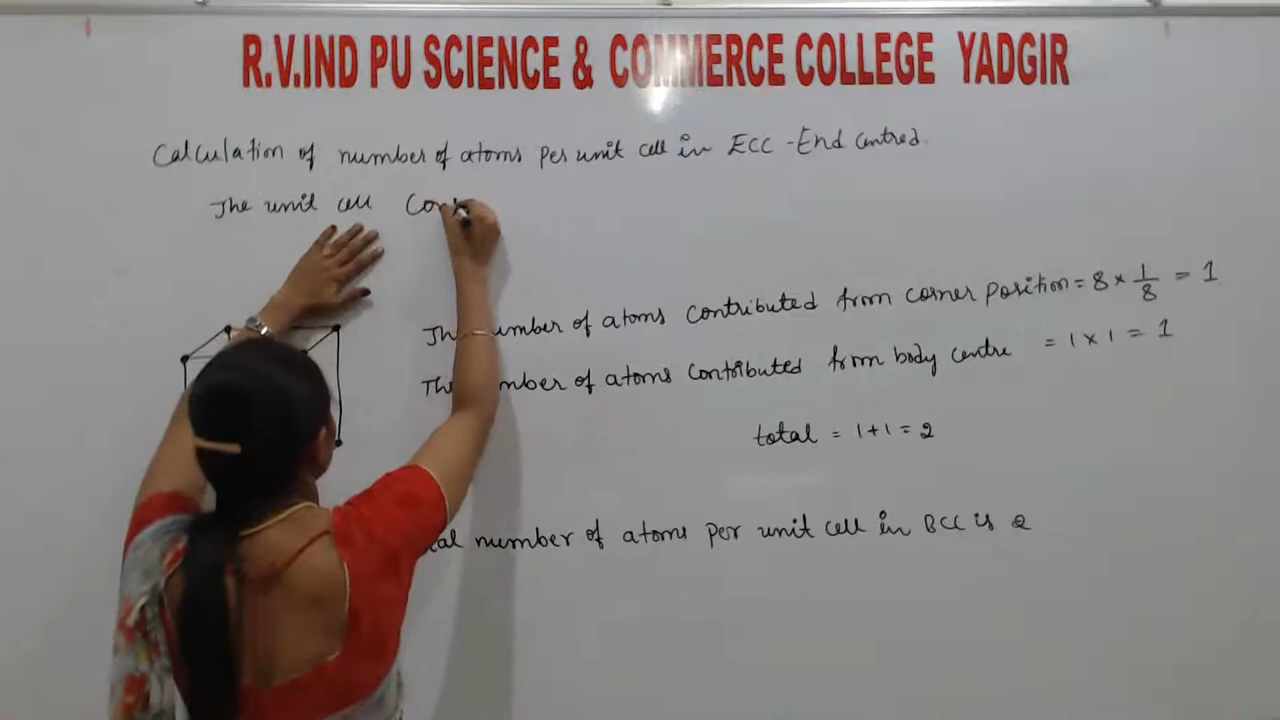 R.V.IND PU SCIENCE & COMMERCE COLLEGE YADGIR
Calculation of number of atoms per unit cell in ECC - End Centred
The unit cell Con
The number of atoms contributed from corner position = 8 × 1/8 = 1
The number of atoms contributed from body centre = 1 × 1 = 1
total = 1 + 1 = 2
number of atoms per unit cell in BCC is 2